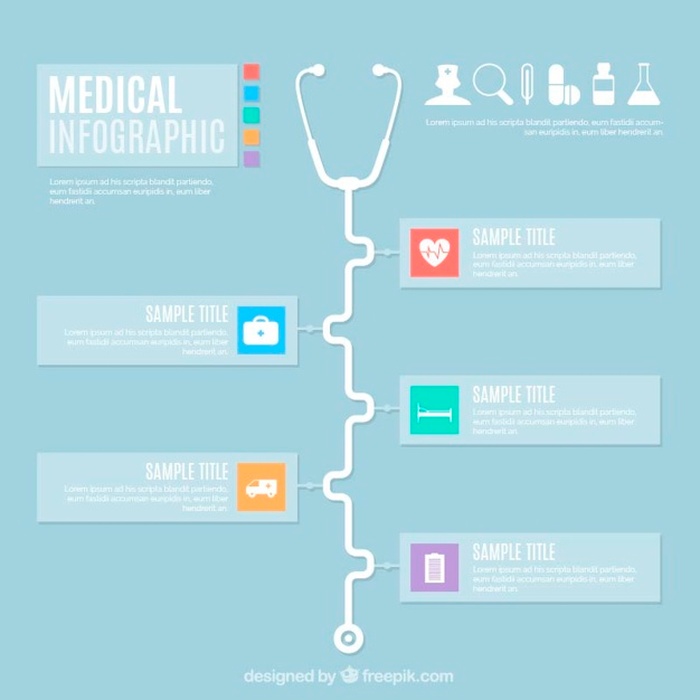 MEDICAL
INFOGRAPHIC
Lorem ipsum ad his scripta blandit partiendo,
eum fastidii accumsan euripidis in, eum liber
hendrerit an.
Lorem ipsum ad his scripta blandit partiendo, eum fastidii accum-
san euripidis in, eum liber hendrerit an.
SAMPLE TITLE
Lorem ipsum ad his scripta blandit partiendo,
eum fastidii accumsan euripidis in, eum liber
hendrerit an.
SAMPLE TITLE
Lorem ipsum ad his scripta blandit partiendo,
eum fastidii accumsan euripidis in, eum liber
hendrerit an.
SAMPLE TITLE
Lorem ipsum ad his scripta blandit partiendo,
eum fastidii accumsan euripidis in, eum liber
hendrerit an.
SAMPLE TITLE
Lorem ipsum ad his scripta blandit partiendo,
eum fastidii accumsan euripidis in, eum liber
hendrerit an.
SAMPLE TITLE
Lorem ipsum ad his scripta blandit partiendo,
eum fastidii accumsan euripidis in, eum liber
hendrerit an.
designed by freepik.com